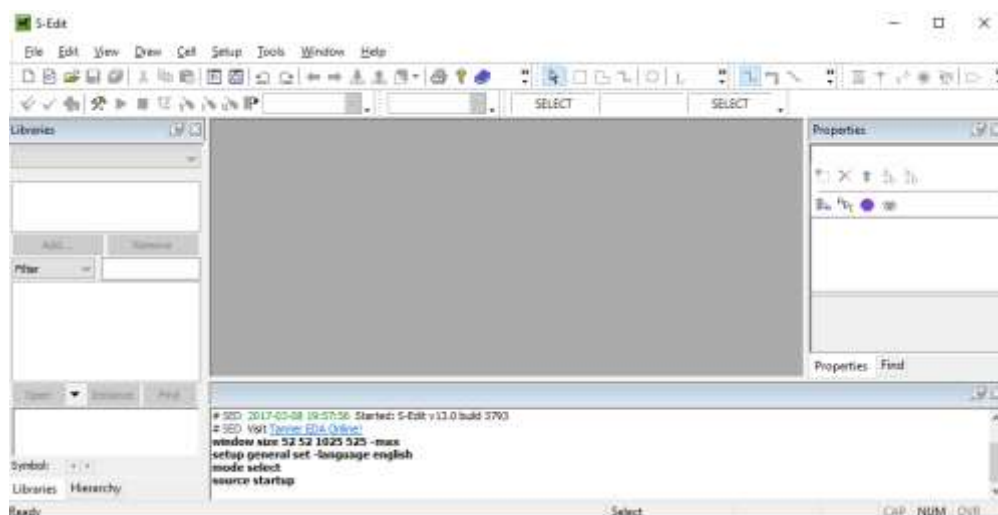 S-Edit
File Edit View Draw Cell Setup Tools Window Help
SELECT SELECT
Libraries
Properties
Add... Remove
Filter
Open Instance Find
Properties Find
# SED 2017-03-08 19:57:56 Started: S-Edit v13.0 build 3793
# SED Visit Tanner EDA Online!
window size 52 52 1025 525 -max
setup general set -language english
mode select
source startup
Symbol:
Libraries Hierarchy
Ready Select CAP NUM OVR